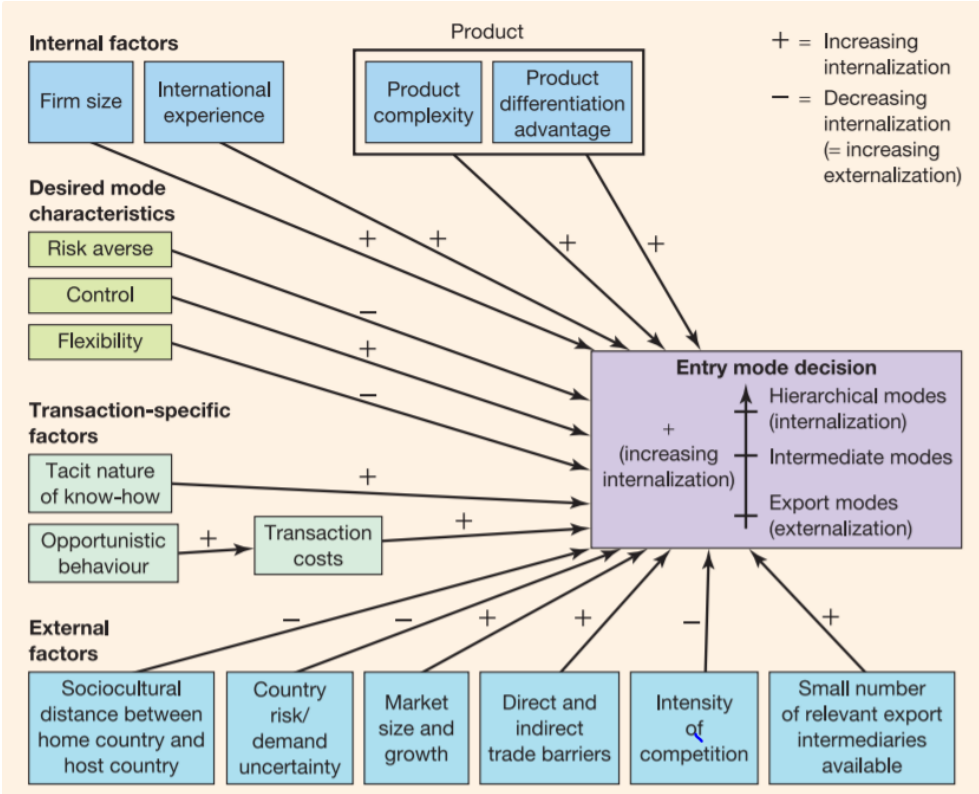 Product
Internal factors
Firm size
International
experience
Product
complexity
Product
differentiation
advantage
+ = Increasing
internalization
− = Decreasing
internalization
(= increasing
externalization)
Desired mode
characteristics
Risk averse
Control
Flexibility
+
+
+
+
−
+
−
Entry mode decision
Hierarchical modes
(internalization)
+
(increasing
internalization)
Intermediate modes
Export modes
(externalization)
Transaction-specific
factors
Tacit nature
of know-how
+
Opportunistic
behaviour
+
Transaction
costs
+
External
factors
−
−
+
+
−
+
Sociocultural
distance between
home country and
host country
Country
risk/
demand
uncertainty
Market
size and
growth
Direct and
indirect
trade barriers
Intensity
of
competition
Small number
of relevant export
intermediaries
available